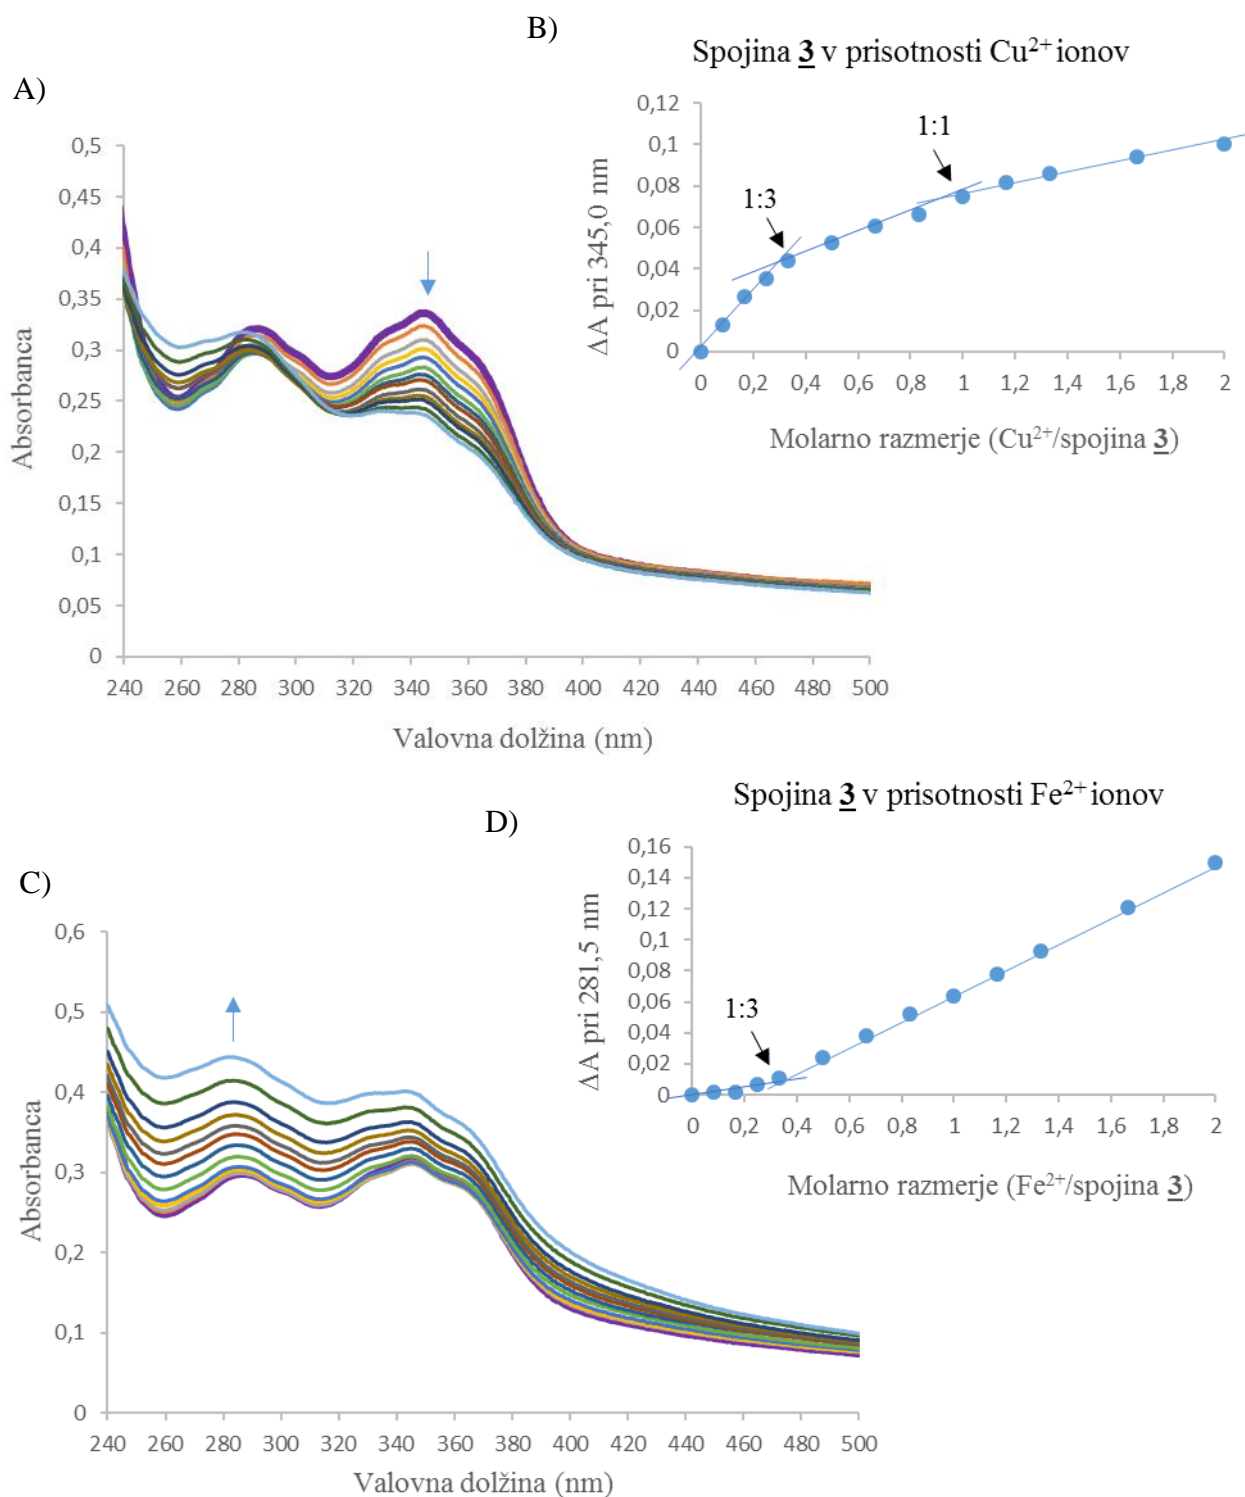 A)
0,5
0,45
0,4
0,35
0,3
0,25
0,2
0,15
0,1
0,05
0
Absorbanca
240 260 280 300 320 340 360 380 400 420 440 460 480 500
Valovna dolžina (nm)
B)
Spojina 3 v prisotnosti Cu²⁺ ionov
0,12
0,1
0,08
0,06
0,04
0,02
0
ΔA pri 345,0 nm
1:3
1:1
0 0,2 0,4 0,6 0,8 1 1,2 1,4 1,6 1,8 2
Molarno razmerje (Cu²⁺/spojina 3)
C)
0,6
0,5
0,4
0,3
0,2
0,1
0
Absorbanca
240 260 280 300 320 340 360 380 400 420 440 460 480 500
Valovna dolžina (nm)
D)
Spojina 3 v prisotnosti Fe²⁺ ionov
0,16
0,14
0,12
0,1
0,08
0,06
0,04
0,02
0
ΔA pri 281,5 nm
1:3
0 0,2 0,4 0,6 0,8 1 1,2 1,4 1,6 1,8 2
Molarno razmerje (Fe²⁺/spojina 3)